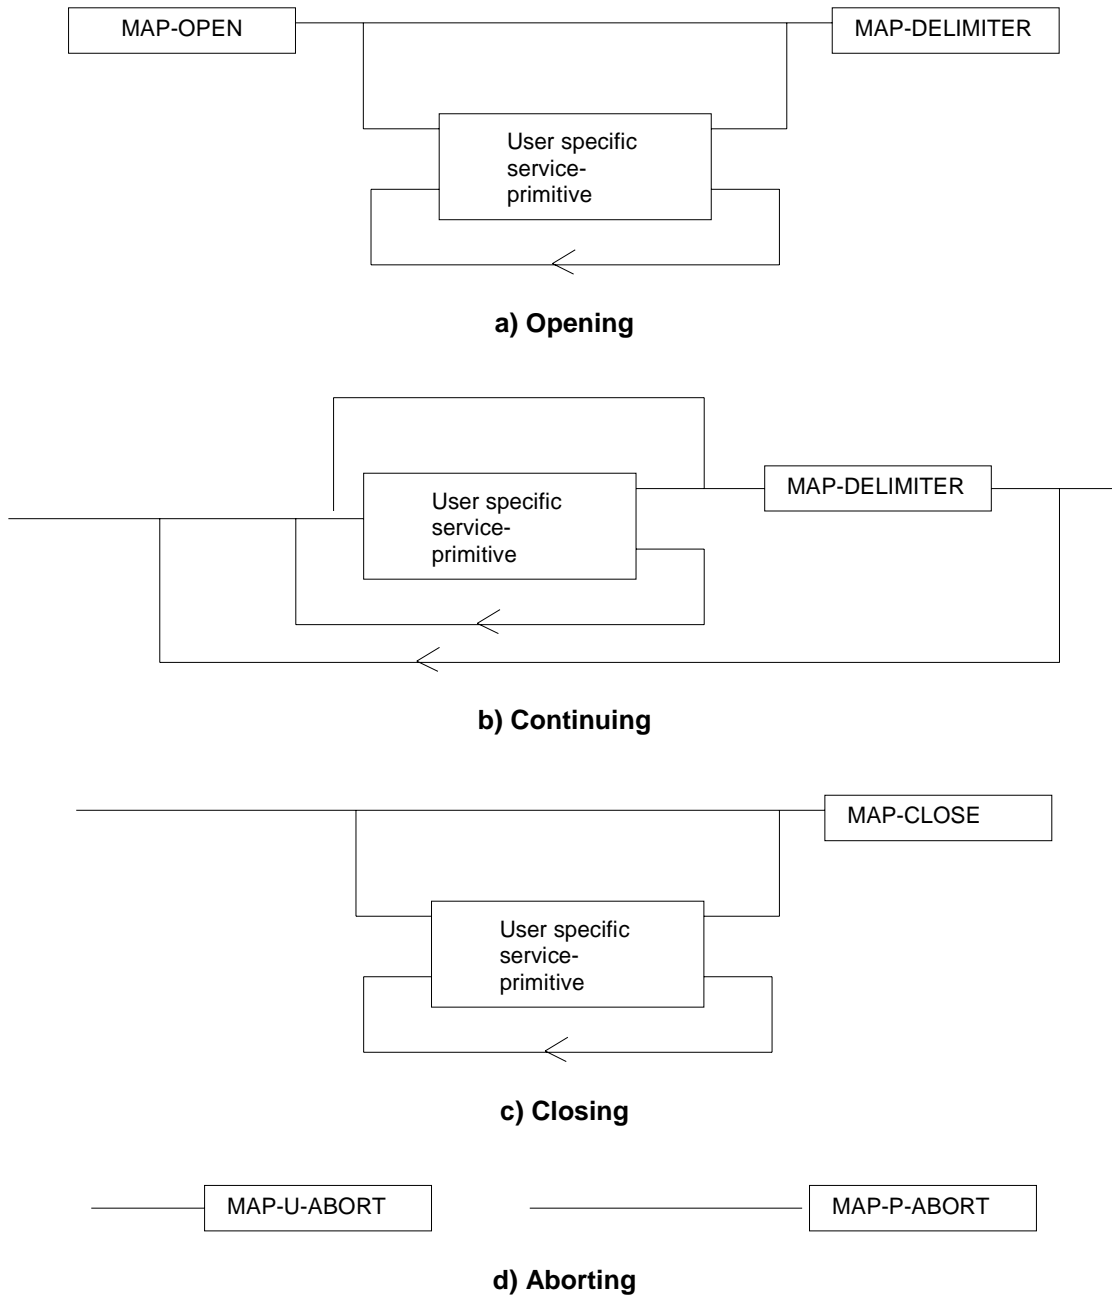 MAP-OPEN
MAP-DELIMITER
User specific
service-
primitive
a) Opening
User specific
service-
primitive
MAP-DELIMITER
b) Continuing
MAP-CLOSE
User specific
service-
primitive
c) Closing
MAP-U-ABORT
MAP-P-ABORT
d) Aborting